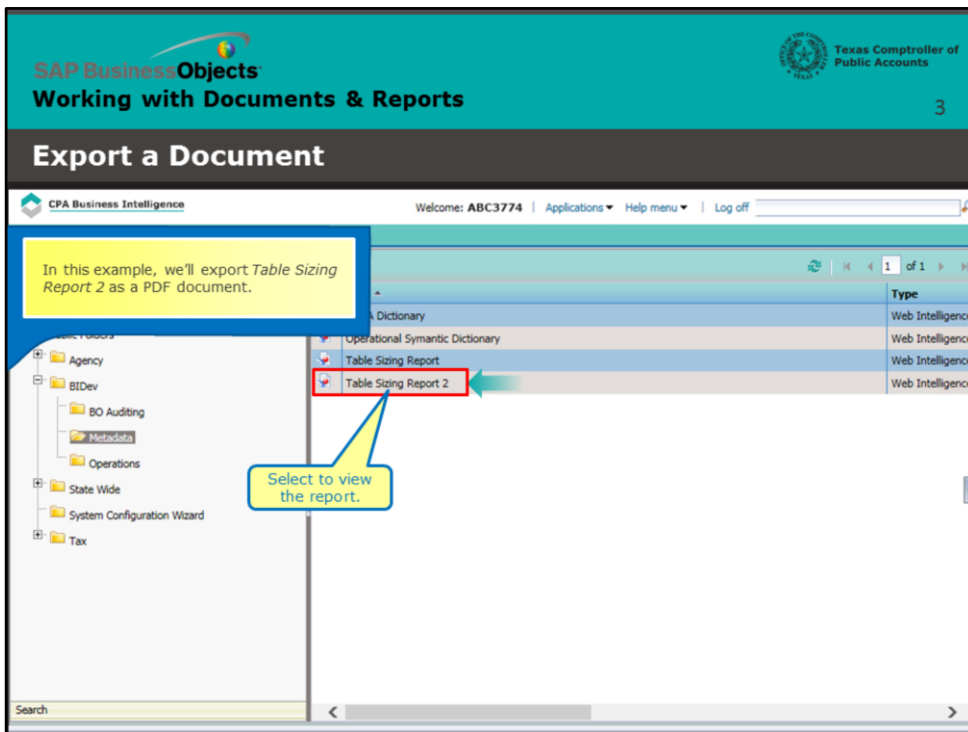 SAP BusinessObjects
Texas Comptroller of
Public Accounts
Working with Documents & Reports
3
Export a Document
CPA Business Intelligence
Welcome: ABC3774 | Applications | Help menu | Log off
In this example, we'll export Table Sizing
Report 2 as a PDF document.
1 of 1
Type
Dictionary
Web Intelligence
Operational Symantic Dictionary
Web Intelligence
Agency
Table Sizing Report
Web Intelligence
BIDev
Table Sizing Report 2
Web Intelligence
BO Auditing
Metadata
Operations
Select to view
the report.
State Wide
System Configuration Wizard
Tax
Search